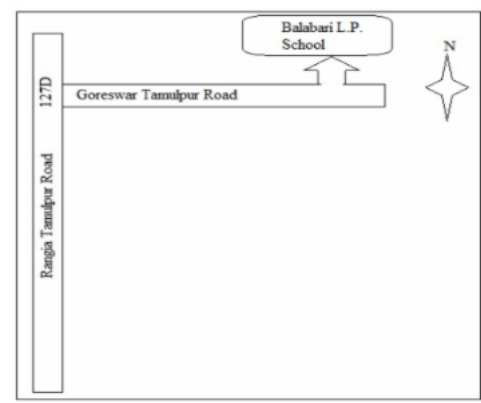 Balabari L.P.
School
N
Goreswar Tamulpur Road
127D
Rangia Tamulpur Road